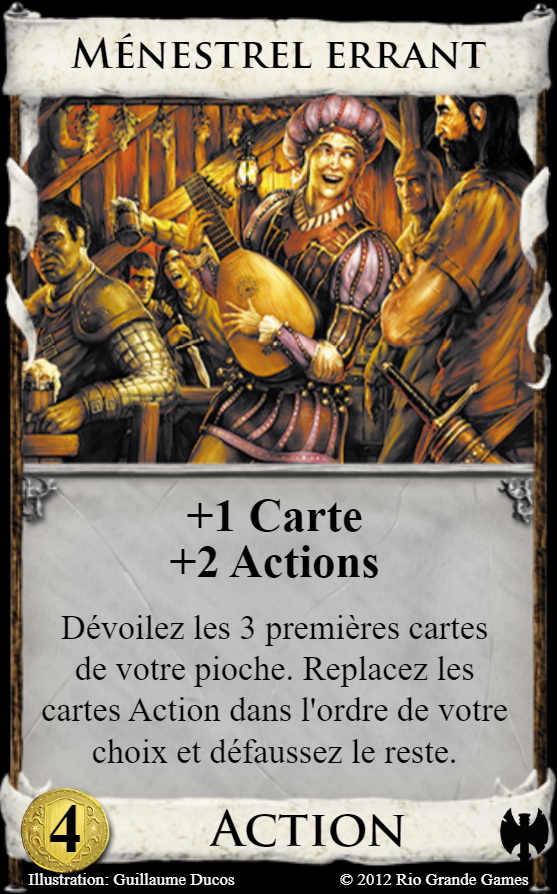 MÉNESTREL ERRANT
+1 Carte
+2 Actions
Dévoilez les 3 premières cartes
de votre pioche. Replacez les
cartes Action dans l'ordre de votre
choix et défaussez le reste.
4
ACTION
Illustration: Guillaume Ducos
© 2012 Rio Grande Games